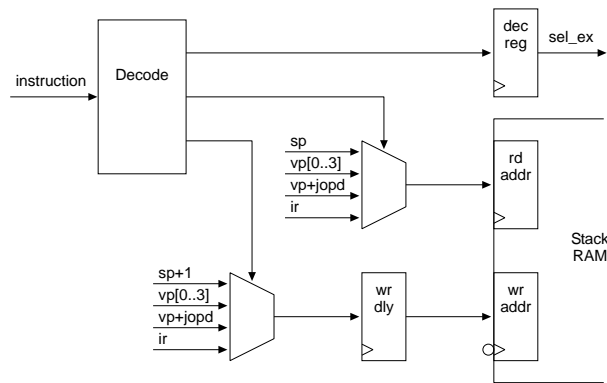 dec
reg
sel_ex
instruction
Decode
sp
vp[0..3]
vp+jopd
ir
rd
addr
Stack
RAM
sp+1
vp[0..3]
vp+jopd
ir
wr
dly
wr
addr